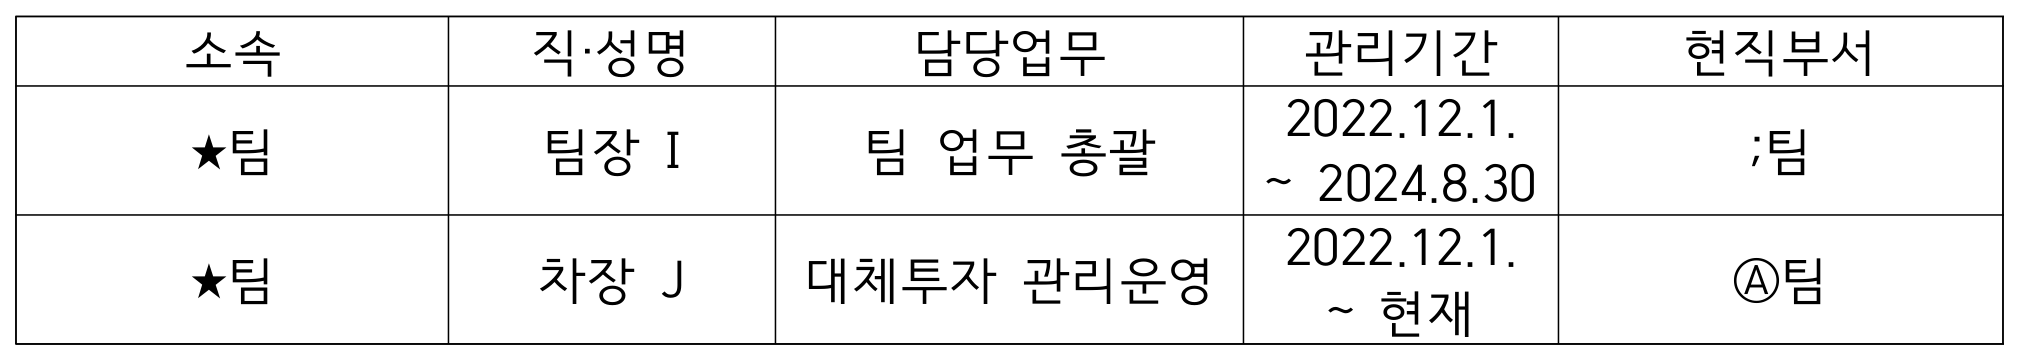 소속 직·성명 담당업무 관리기간 현직부서
★팀 팀장 I 팀 업무 총괄 2022.12.1. ~ 2024.8.30 ;팀
★팀 차장 J 대체투자 관리운영 2022.12.1. ~ 현재 Ⓐ팀